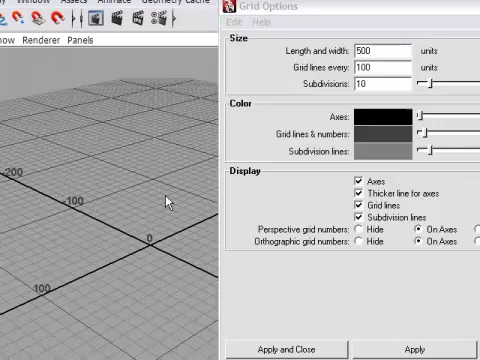 Window Assets Animate Geometry Cache
Grid Options
Edit Help
Renderer Panels
Size
Length and width: 500 units
Grid lines every: 100 units
Subdivisions: 10
Color
Axes:
Grid lines & numbers:
Subdivision lines:
Display
Axes
Thicker line for axes
Grid lines
Subdivision lines
Perspective grid numbers: Hide On Axes
Orthographic grid numbers: Hide On Axes
-200
-100
0
100
Apply and Close Apply